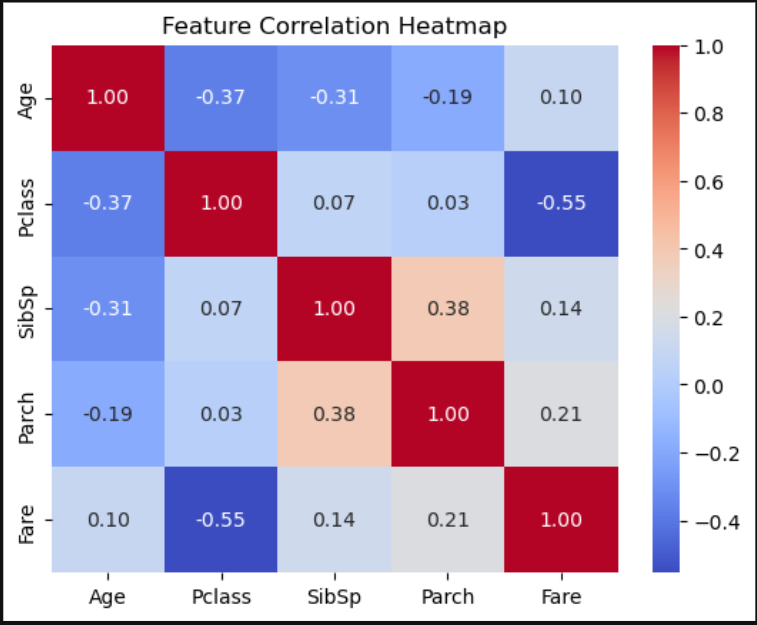 Feature Correlation Heatmap
Age 1.00 -0.37 -0.31 -0.19 0.10
Pclass -0.37 1.00 0.07 0.03 -0.55
SibSp -0.31 0.07 1.00 0.38 0.14
Parch -0.19 0.03 0.38 1.00 0.21
Fare 0.10 -0.55 0.14 0.21 1.00
Age Pclass SibSp Parch Fare
1.0
0.8
0.6
0.4
0.2
0.0
−0.2
−0.4